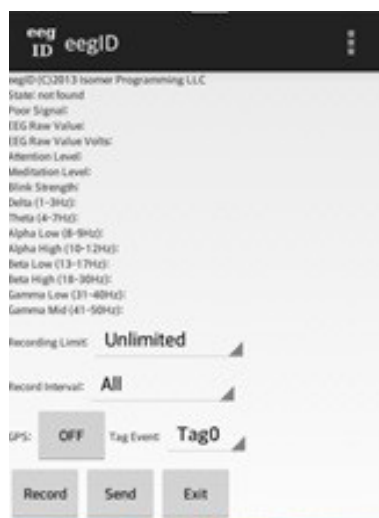 eeg
ID eegID
eegID (C)2013 Isomer Programming LLC
State: not found
Poor Signal:
EEG Raw Value:
EEG Raw Value Volts:
Attention Level:
Meditation Level:
Blink Strength:
Delta (1-3Hz):
Theta (4-7Hz):
Alpha Low (8-9Hz):
Alpha High (10-12Hz):
Beta Low (13-17Hz):
Beta High (18-30Hz):
Gamma Low (31-40Hz):
Gamma Mid (41-50Hz):
Recording Limit: Unlimited
Record Interval: All
GPS: OFF Tag Event: Tag0
Record Send Exit